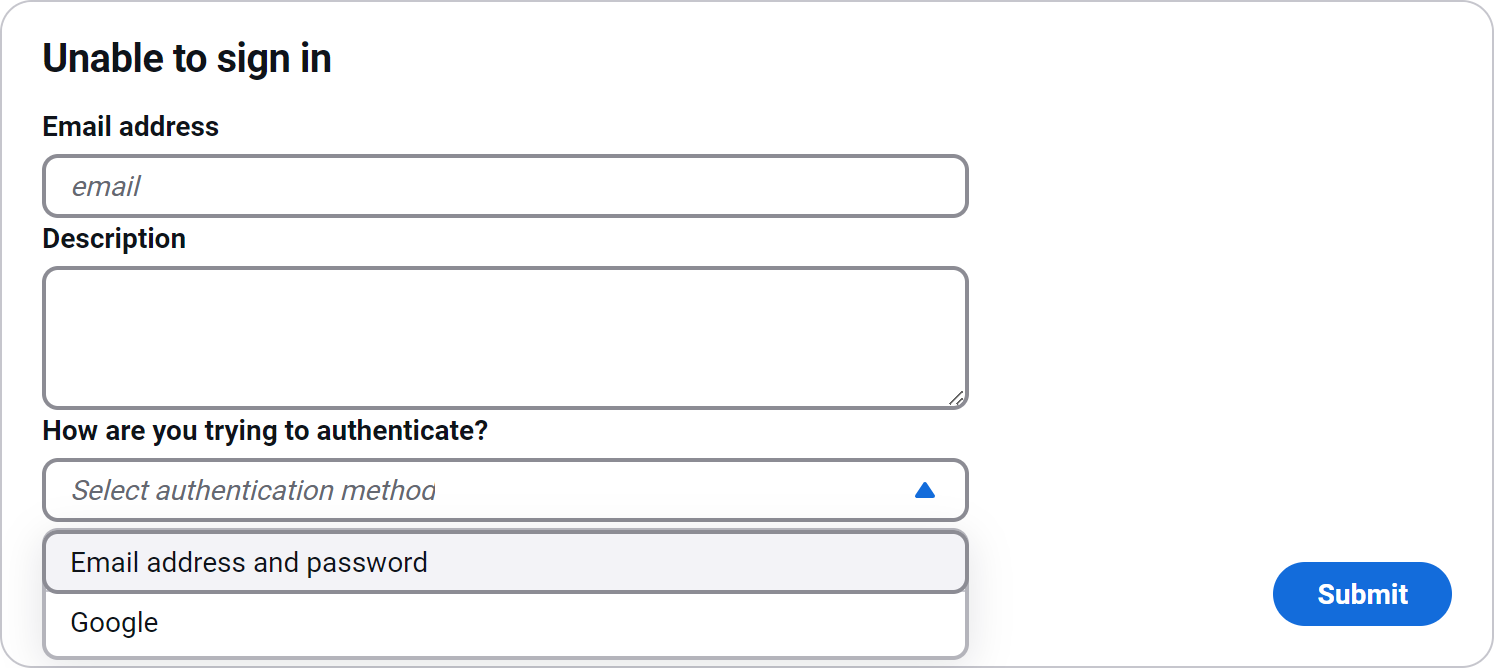 Unable to sign in
Email address
email
Description
How are you trying to authenticate?
Select authentication method
Email address and password
Google
Submit